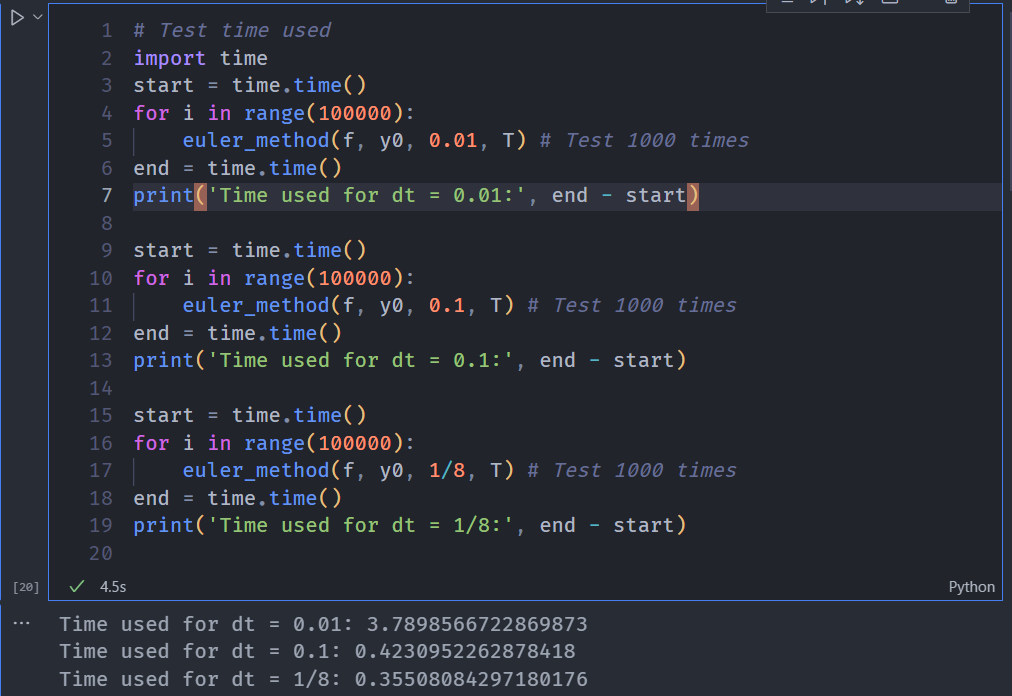 1 # Test time used
2 import time
3 start = time.time()
4 for i in range(100000):
5     euler_method(f, y0, 0.01, T) # Test 1000 times
6 end = time.time()
7 print('Time used for dt = 0.01:', end - start)
8
9 start = time.time()
10 for i in range(100000):
11     euler_method(f, y0, 0.1, T) # Test 1000 times
12 end = time.time()
13 print('Time used for dt = 0.1:', end - start)
14
15 start = time.time()
16 for i in range(100000):
17     euler_method(f, y0, 1/8, T) # Test 1000 times
18 end = time.time()
19 print('Time used for dt = 1/8:', end - start)
20
[20] 4.5s Python
Time used for dt = 0.01: 3.7898566722869873
Time used for dt = 0.1: 0.4230952262878418
Time used for dt = 1/8: 0.35508084297180176